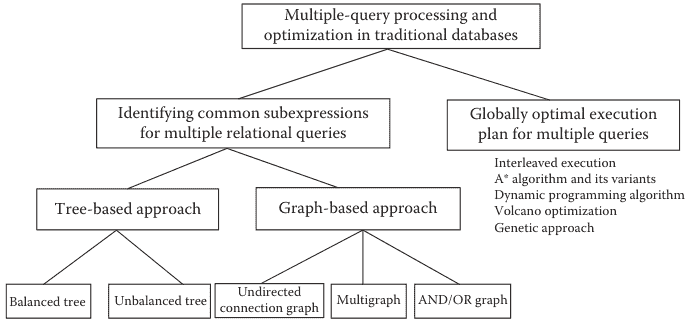 Multiple-query processing and
optimization in traditional databases
Identifying common subexpressions
for multiple relational queries
Globally optimal execution
plan for multiple queries
Interleaved execution
A* algorithm and its variants
Dynamic programming algorithm
Volcano optimization
Genetic approach
Tree-based approach
Graph-based approach
Balanced tree
Unbalanced tree
Undirected
connection graph
Multigraph
AND/OR graph